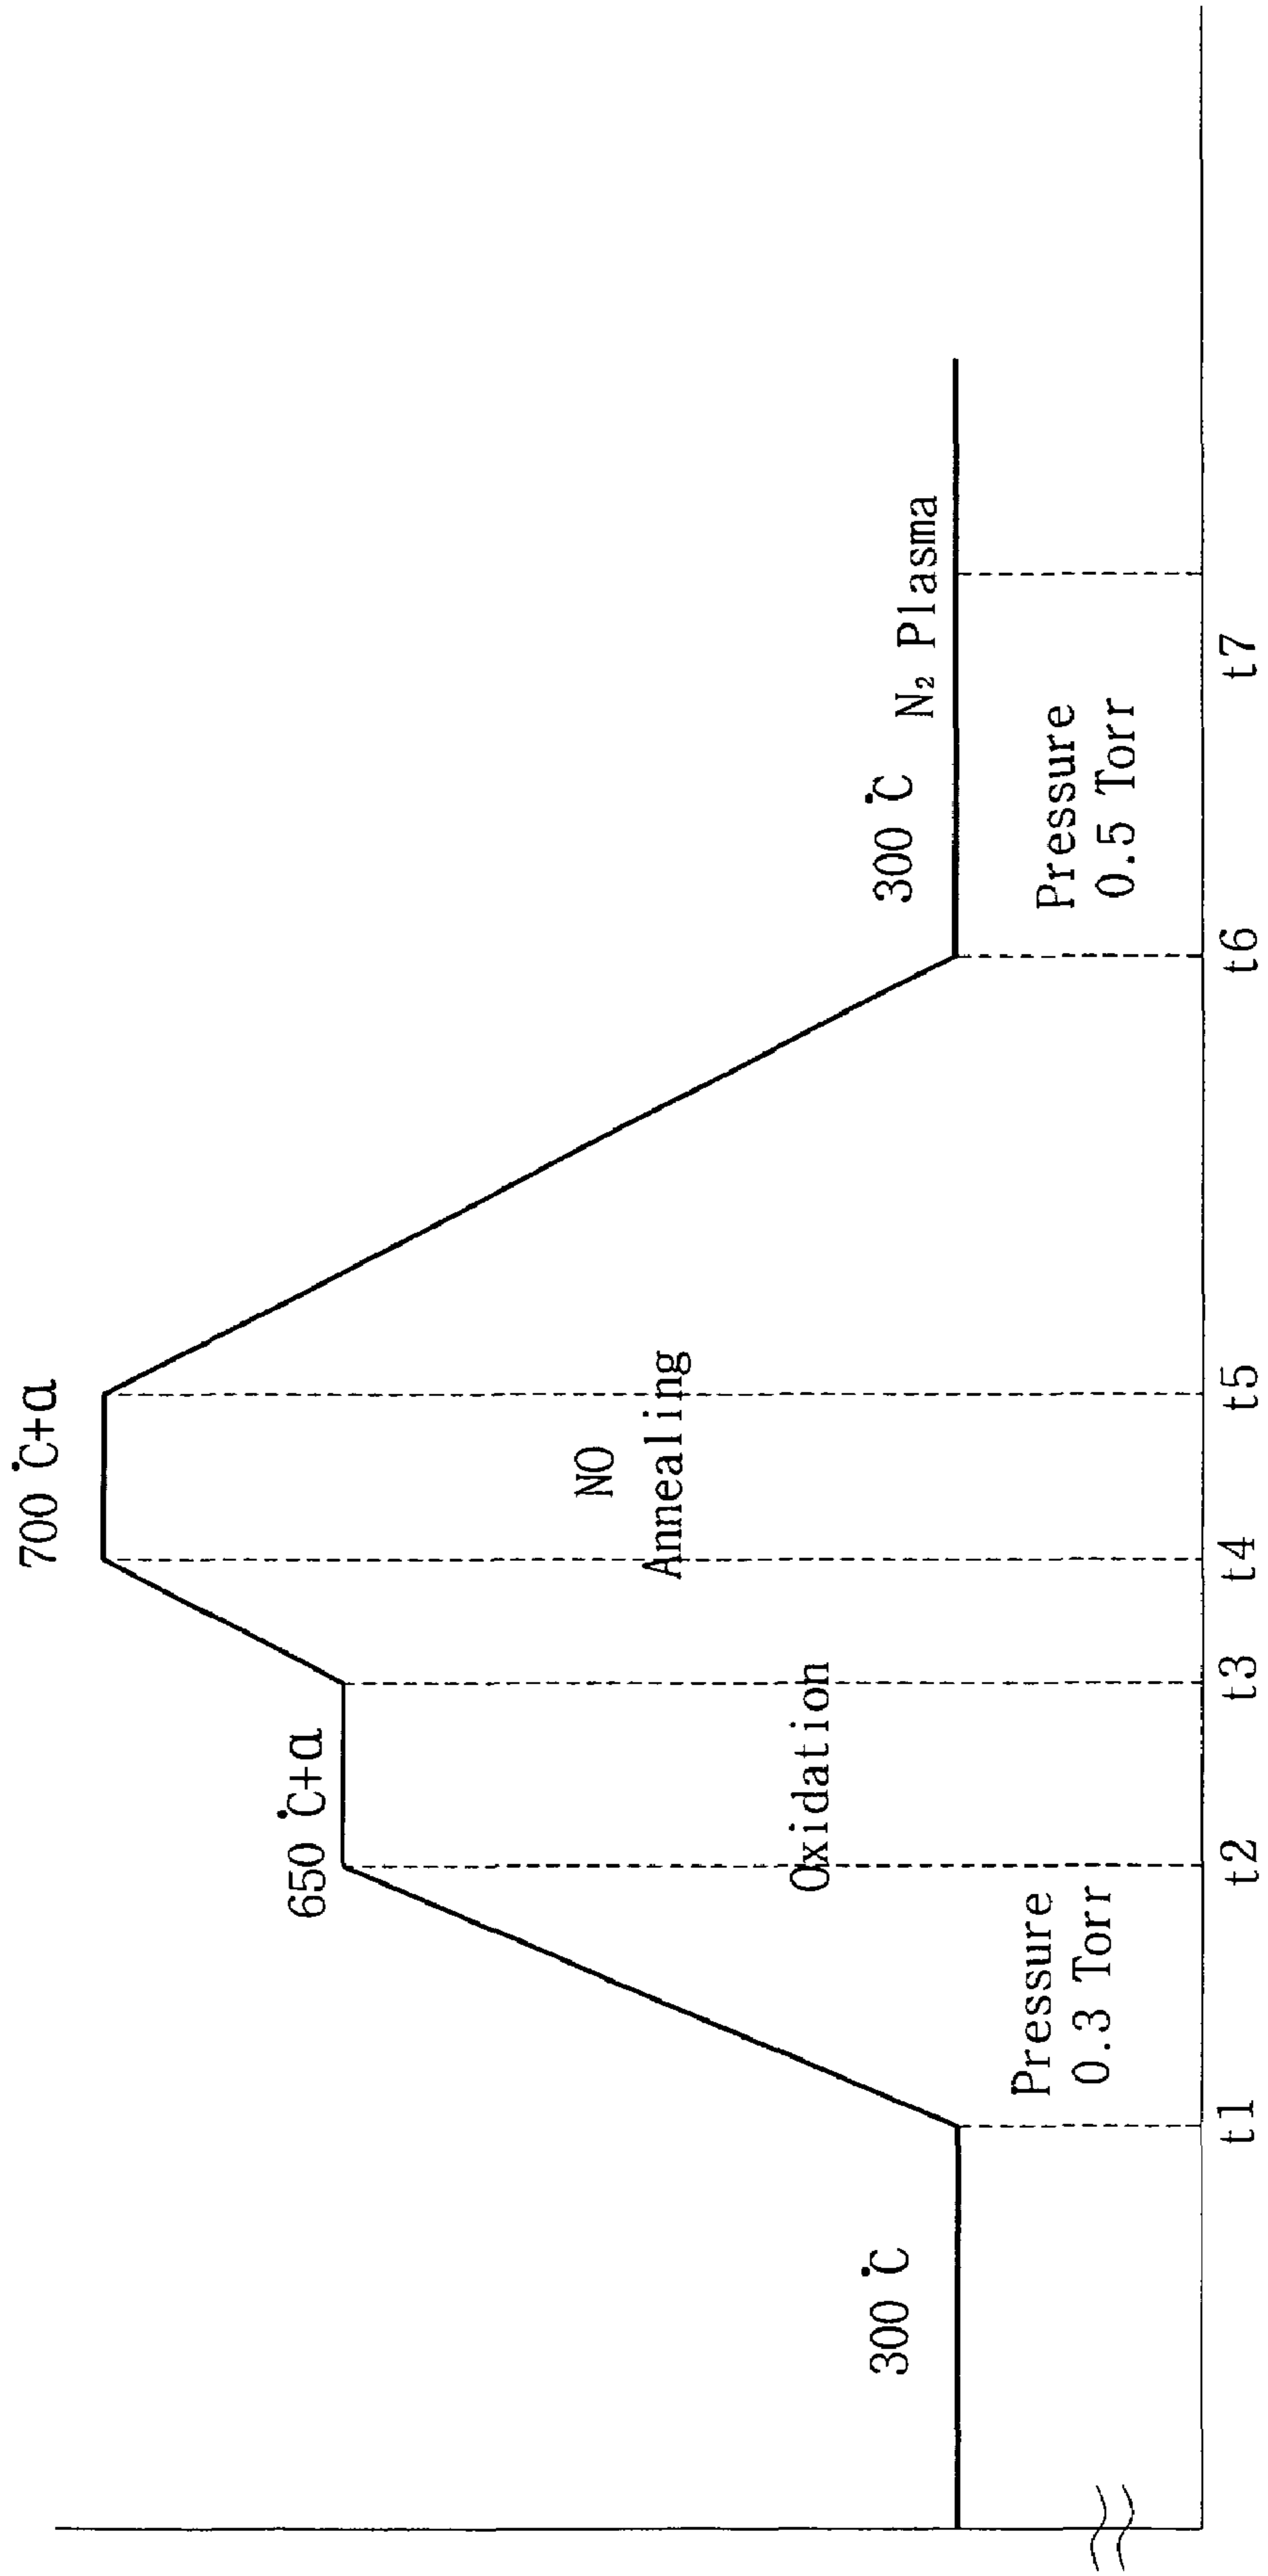 700 ℃+α
650 ℃+α
300 ℃
300 ℃
N₂ Plasma
NO
Annealing
Oxidation
Pressure
0.3 Torr
Pressure
0.5 Torr
t1
t2
t3
t4
t5
t6
t7